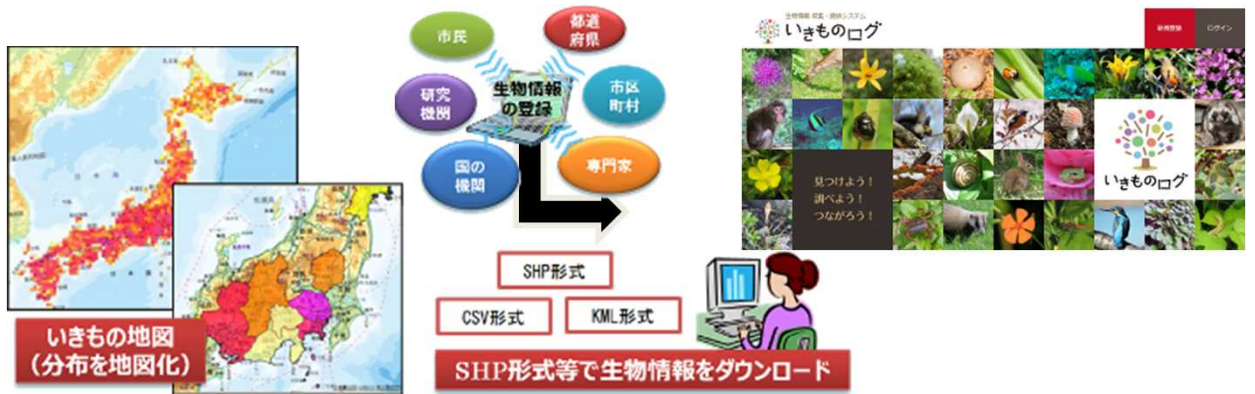 いきもの地図
（分布を地図化）
市民
都道
府県
研究
機関
生物情報
の登録
市区
町村
国の
機関
専門家
SHP形式
CSV形式
KML形式
SHP形式等で生物情報をダウンロード
生物情報 収集・提供システム
いきものログ
新規登録
ログイン
見つけよう！
調べよう！
つながろう！
いきものログ